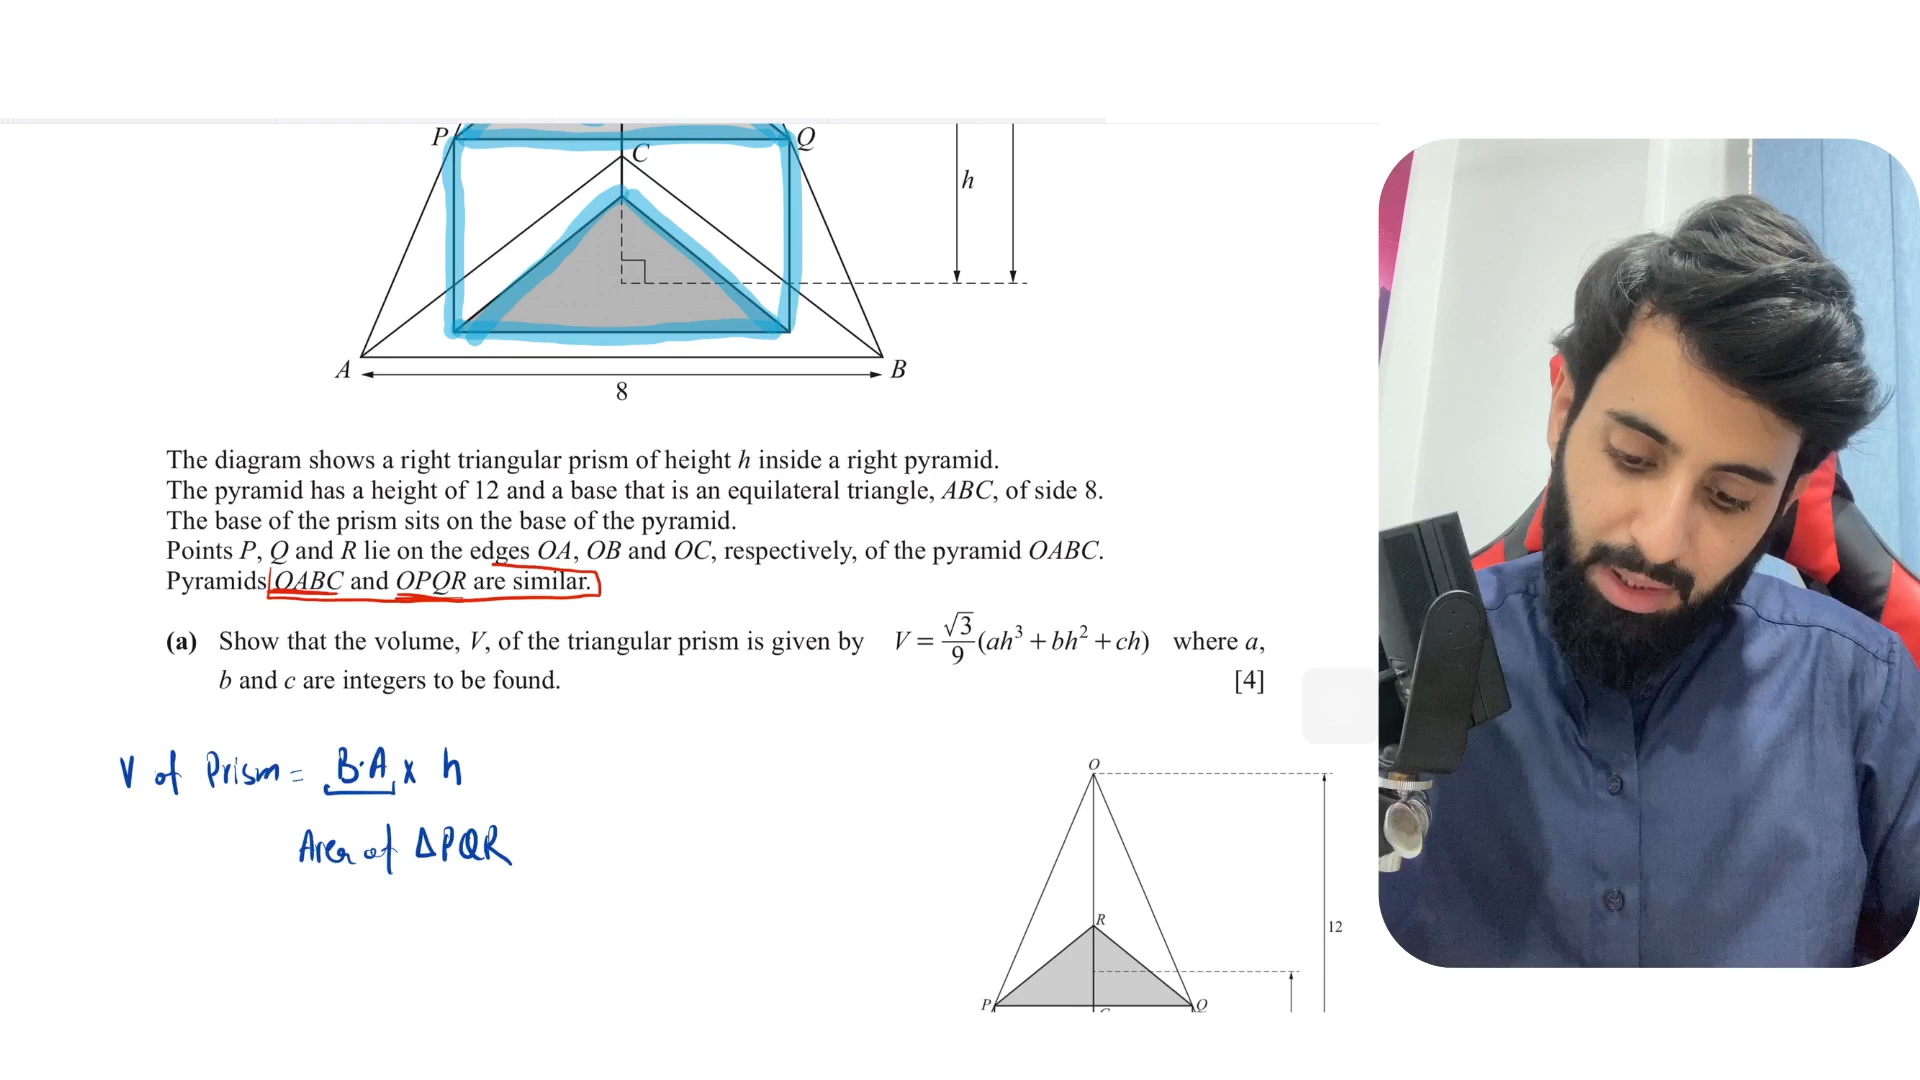 P
Q
C
h
A
B
8
The diagram shows a right triangular prism of height h inside a right pyramid.
The pyramid has a height of 12 and a base that is an equilateral triangle, ABC, of side 8.
The base of the prism sits on the base of the pyramid.
Points P, Q and R lie on the edges OA, OB and OC, respectively, of the pyramid OABC.
Pyramids OABC and OPQR are similar.
(a) Show that the volume, V, of the triangular prism is given by V = √3/9 (ah³ + bh² + ch) where a,
b and c are integers to be found. [4]
V of Prism = B.A × h
Area of ΔPQR
O
R
12
P
Q